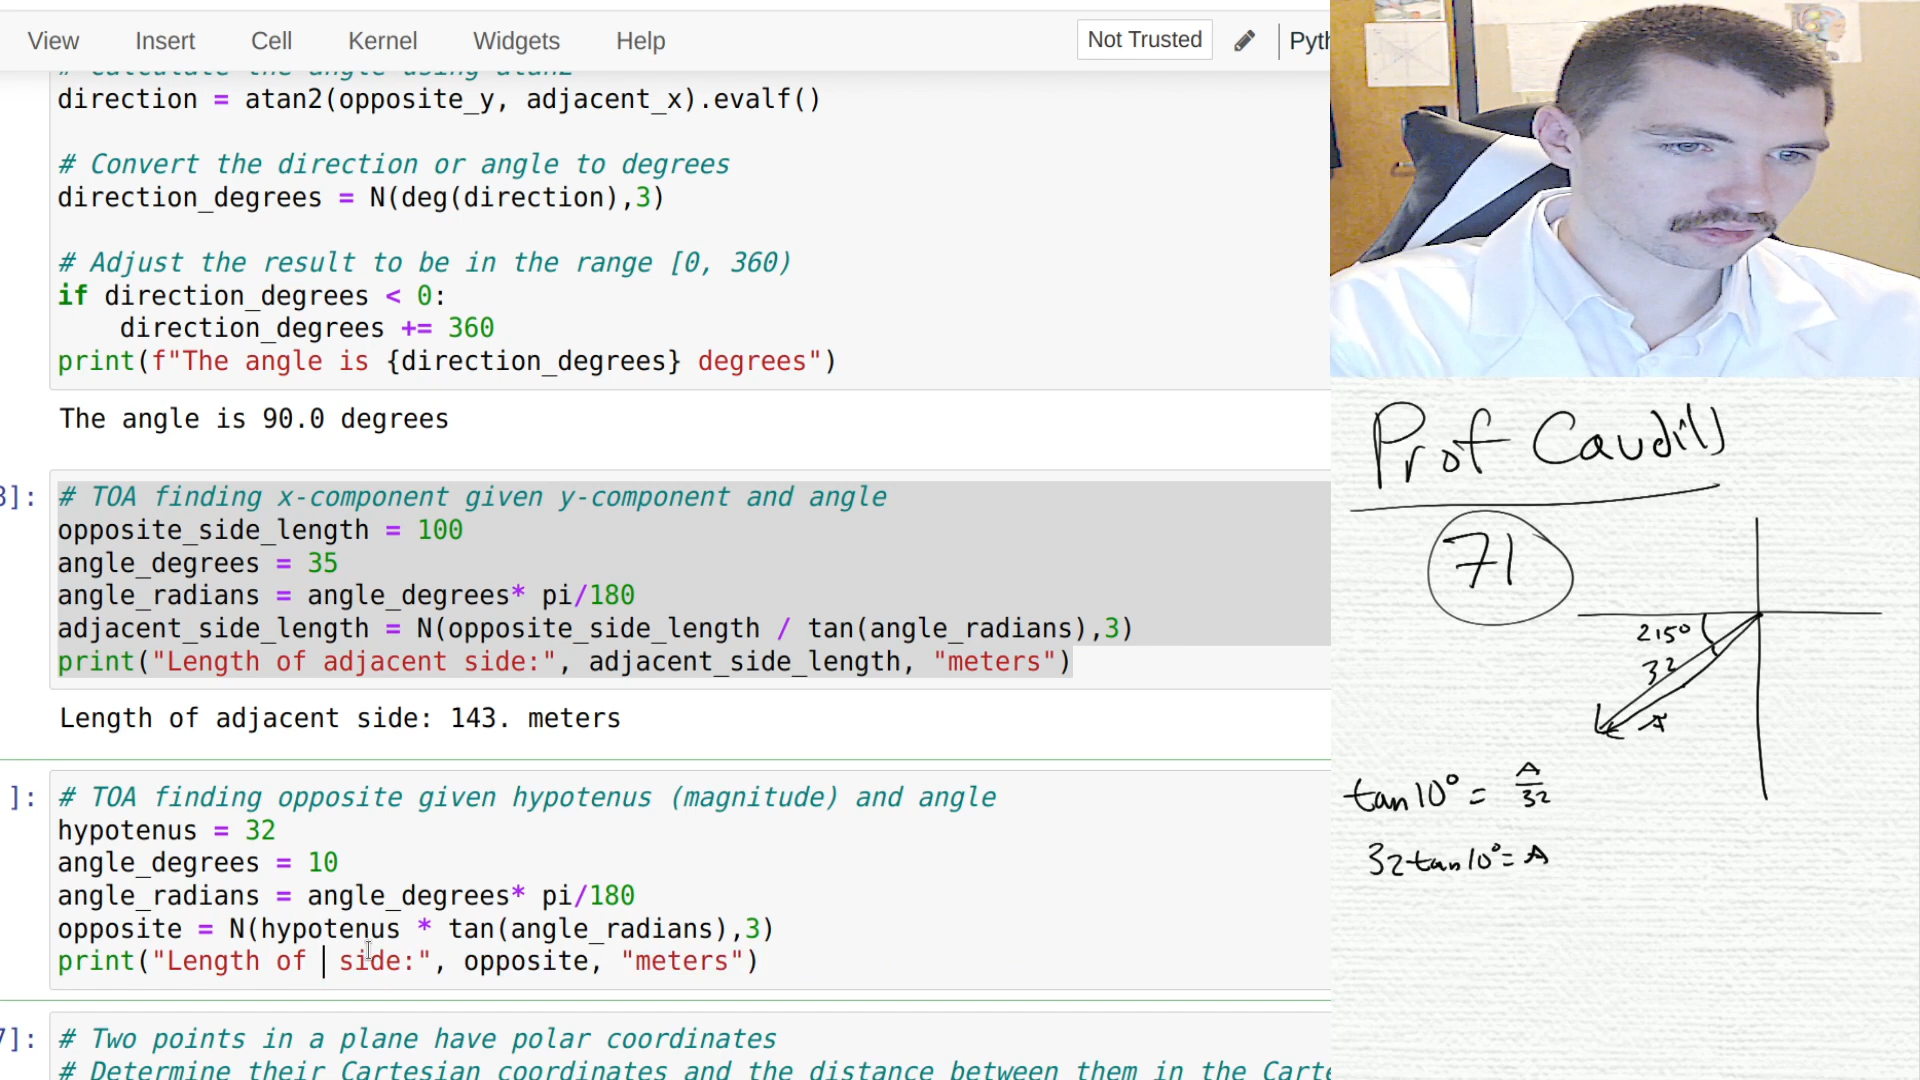 View Insert Cell Kernel Widgets Help Not Trusted Pyth
# Calculate the angle using atan2
direction = atan2(opposite_y, adjacent_x).evalf()
# Convert the direction or angle to degrees
direction_degrees = N(deg(direction),3)
# Adjust the result to be in the range [0, 360)
if direction_degrees < 0:
direction_degrees += 360
print(f"The angle is {direction_degrees} degrees")
The angle is 90.0 degrees
3]: # TOA finding x-component given y-component and angle
opposite_side_length = 100
angle_degrees = 35
angle_radians = angle_degrees* pi/180
adjacent_side_length = N(opposite_side_length / tan(angle_radians),3)
print("Length of adjacent side:", adjacent_side_length, "meters")
Length of adjacent side: 143. meters
]: # TOA finding opposite given hypotenus (magnitude) and angle
hypotenus = 32
angle_degrees = 10
angle_radians = angle_degrees* pi/180
opposite = N(hypotenus * tan(angle_radians),3)
print("Length of  side:", opposite, "meters")
7]: # Two points in a plane have polar coordinates
# Determine their Cartesian coordinates and the distance between them in the Carte
Prof Caudill
71
215°
32
A
tan 10° = A/32
32 tan 10° = A